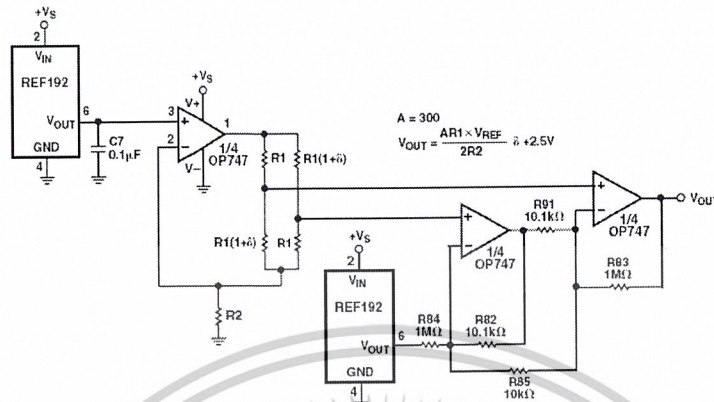 +VS
2
VIN
REF192
VOUT
6
GND
4
C7
0.1µF
+VS
3
V+
1
2
V−
1/4
OP747
R1
R1(1+δ)
R1(1+δ)
R1
R2
A = 300
VOUT = AR1 × VREF / 2R2 δ +2.5V
+VS
2
VIN
REF192
VOUT
6
GND
4
R84
1MΩ
R82
10.1kΩ
R85
10kΩ
1/4
OP747
R91
10.1kΩ
1/4
OP747
R83
1MΩ
VOUT